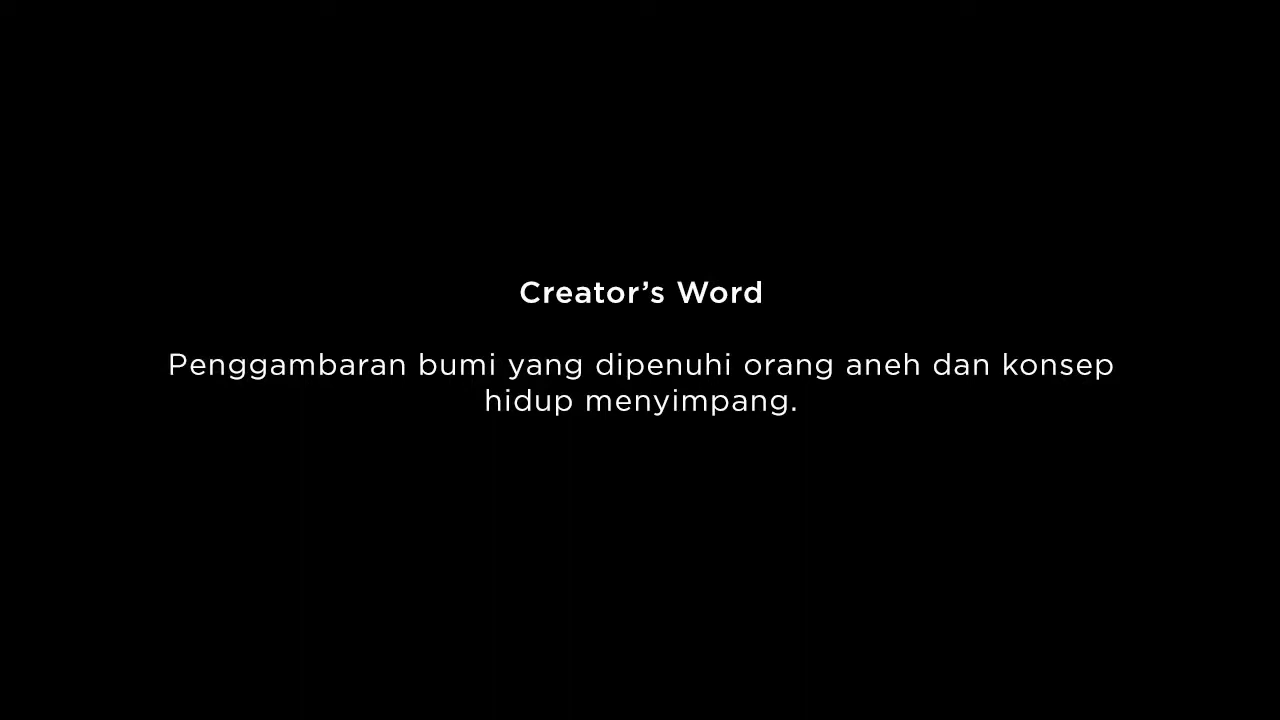 Creator’s Word
Penggambaran bumi yang dipenuhi orang aneh dan konsep
hidup menyimpang.